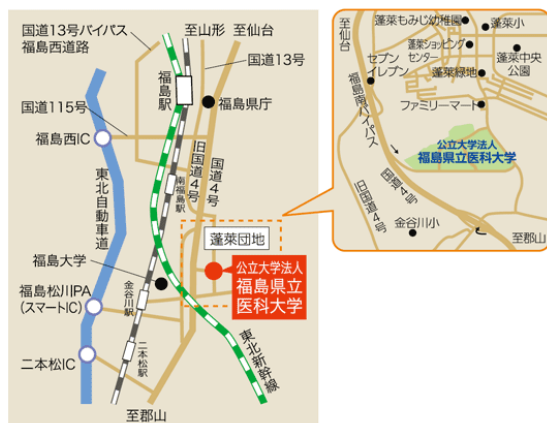 国道13号バイパス
福島西道路
至山形
至仙台
国道13号
福島駅
福島県庁
国道115号
福島西IC
東北自動車道
旧国道4号
国道4号
南福島駅
蓬莱団地
福島大学
公立大学法人
福島県立
医科大学
福島松川PA
(スマートIC)
金谷川駅
二本松IC
二本松駅
東北新幹線
至郡山
至仙台
蓬莱もみじ幼稚園
蓬莱小
蓬莱ショッピング
センター
蓬莱中央
公園
セブン
イレブン
蓬莱緑地
福島南バイパス
ファミリーマート
公立大学法人
福島県立医科大学
旧国道4号
国道4号
金谷川小
至郡山